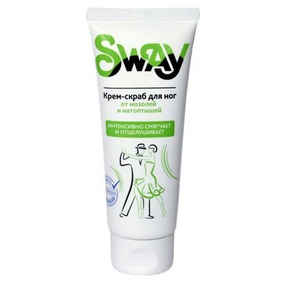 Sway
Крем-скраб для ног
от мозолей
и натоптышей
ИНТЕНСИВНО СМЯГЧАЕТ
И ОТШЕЛУШИВАЕТ